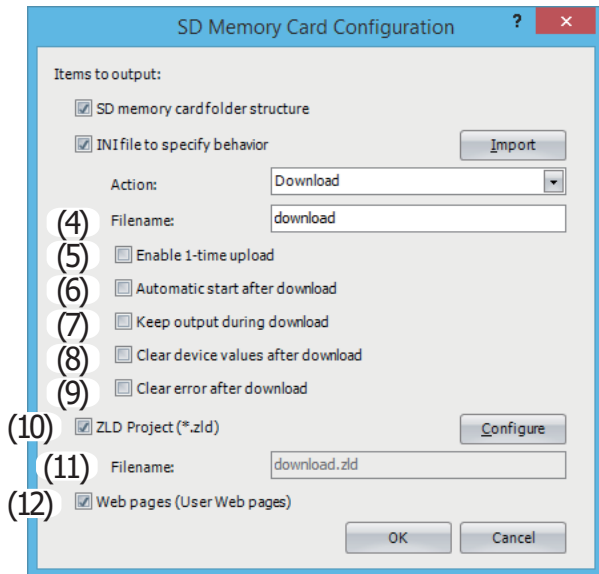 SD Memory Card Configuration ? ×
Items to output:
SD memory card folder structure
INI file to specify behavior Import
Action: Download
(4) Filename: download
(5) Enable 1-time upload
(6) Automatic start after download
(7) Keep output during download
(8) Clear device values after download
(9) Clear error after download
(10) ZLD Project (*.zld) Configure
(11) Filename: download.zld
(12) Web pages (User Web pages)
OK Cancel